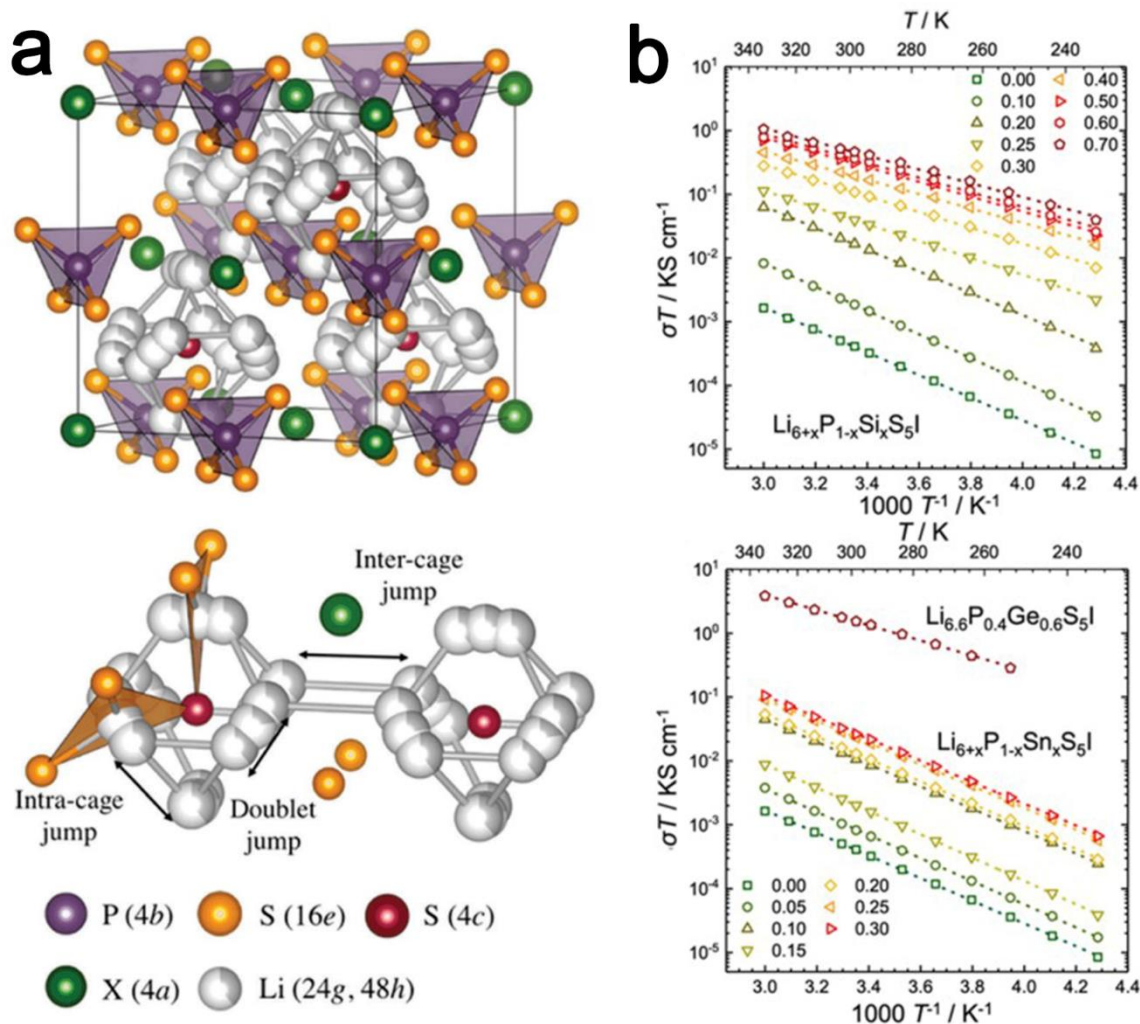 a
Inter-cage
jump
Intra-cage
jump
Doublet
jump
P (4b)
S (16e)
S (4c)
X (4a)
Li (24g, 48h)
b
T / K
340 320 300 280 260 240
10¹
10⁰
10⁻¹
10⁻²
10⁻³
10⁻⁴
10⁻⁵
σT / KS cm⁻¹
0.00 0.40
0.10 0.50
0.20 0.60
0.25 0.70
0.30
Li₆₊ₓP₁₋ₓSiₓS₅I
3.0 3.2 3.4 3.6 3.8 4.0 4.2 4.4
1000 T⁻¹ / K⁻¹
T / K
340 320 300 280 260 240
10¹
10⁰
10⁻¹
10⁻²
10⁻³
10⁻⁴
10⁻⁵
σT / KS cm⁻¹
Li₆.₆P₀.₄Ge₀.₆S₅I
Li₆₊ₓP₁₋ₓSnₓS₅I
0.00 0.20
0.05 0.25
0.10 0.30
0.15
3.0 3.2 3.4 3.6 3.8 4.0 4.2 4.4
1000 T⁻¹ / K⁻¹